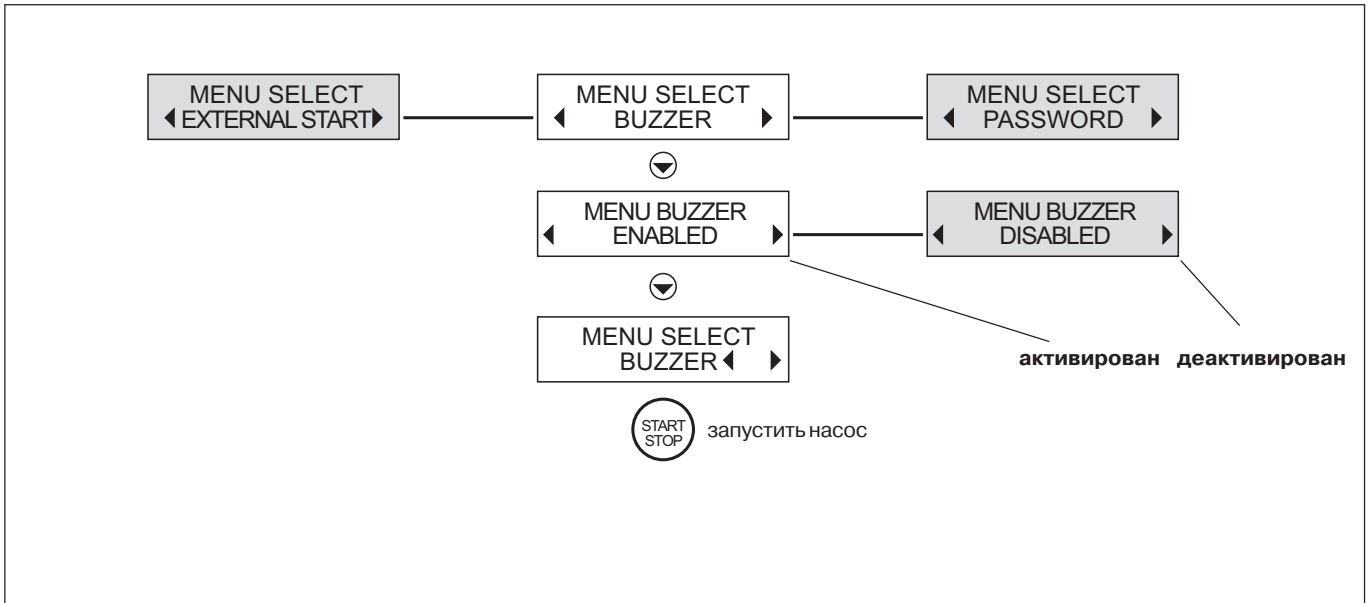 MENU SELECT
EXTERNAL START
MENU SELECT
BUZZER
MENU SELECT
PASSWORD
MENU BUZZER
ENABLED
MENU BUZZER
DISABLED
MENU SELECT
BUZZER
активирован деактивирован
START
STOP
запустить насос